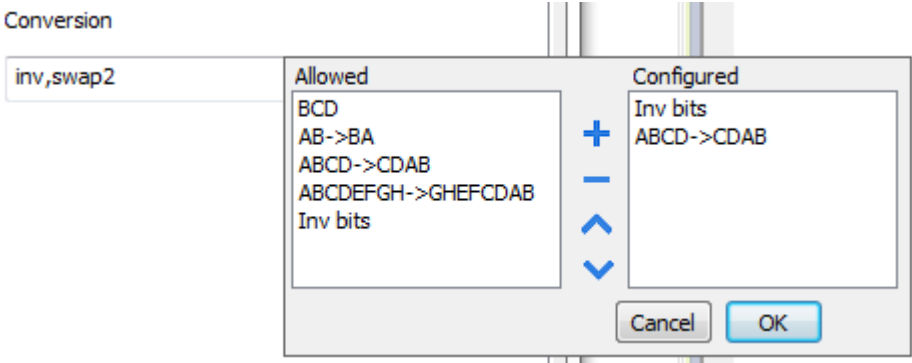 Conversion
inv,swap2
Allowed
BCD
AB->BA
ABCD->CDAB
ABCDEFGH->GHEFCDAB
Inv bits
Configured
Inv bits
ABCD->CDAB
Cancel
OK